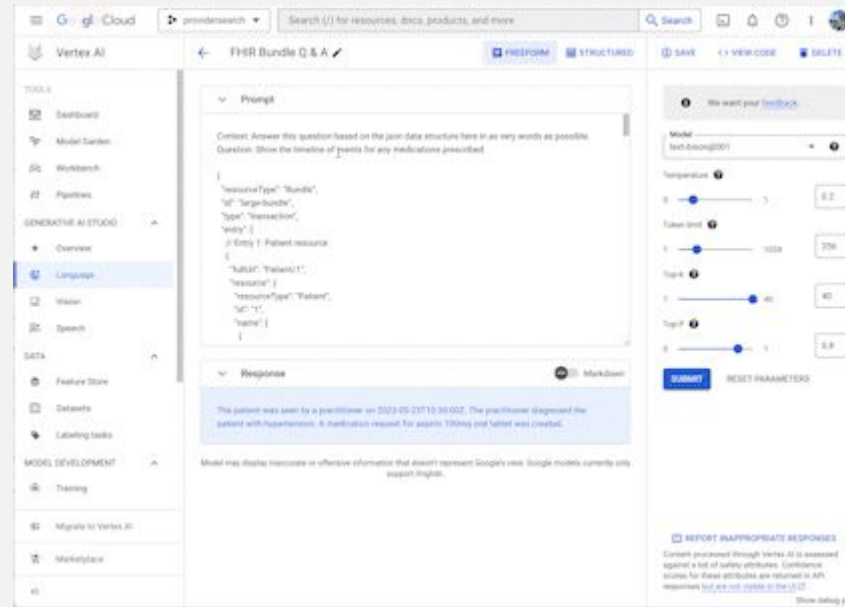 Google Cloud
providersearch
Search (/) for resources, docs, products, and more
Search
Vertex AI
FHIR Bundle Q & A
FREEFORM
STRUCTURED
SAVE
<> VIEW CODE
DELETE
TOOLS
Dashboard
Model Garden
Workbench
Pipelines
GENERATIVE AI STUDIO
Overview
Language
Vision
Speech
DATA
Feature Store
Datasets
Labeling tasks
MODEL DEVELOPMENT
Training
Migrate to Vertex AI
Marketplace
Prompt
Context: Answer this question based on the json data structure here in as very words as possible
Question: Show the timeline of events for any medications prescribed
{
"resourceType": "Bundle",
"id": "large-bundle",
"type": "transaction",
"entry": [
// Entry 1: Patient resource
{
"fullUrl": "Patient/1",
"resource": {
"resourceType": "Patient",
"id": "1",
"name": [
{
Response
Markdown
The patient was seen by a practitioner on The practitioner diagnosed the
patient with hypertension. A medication request for aspirin 100mg oral tablet was created.
Model may display inaccurate or offensive information that doesn't represent Google's view. Google models currently only
support English.
We want your feedback.
Model
text-bison@001
Temperature
0 1 0.2
Token limit
1 1024 256
Top-K
1 40 40
Top-P
0 1 0.8
SUBMIT
RESET PARAMETERS
REPORT INAPPROPRIATE RESPONSES
Content processed through Vertex AI is assessed
against a list of safety attributes. Confidence
scores for these attributes are returned in API
responses but are not visible in the UI
Show debug p